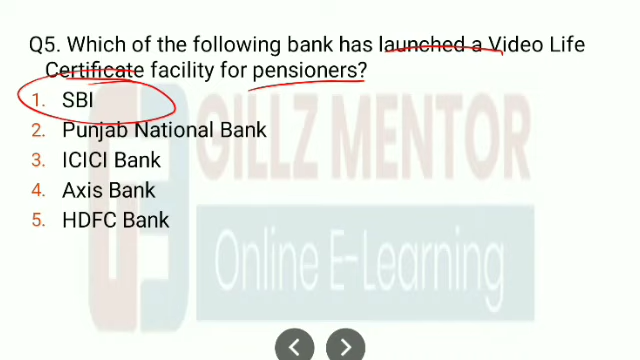 Q5. Which of the following bank has launched a Video Life
Certificate facility for pensioners?
1. SBI
2. Punjab National Bank
3. ICICI Bank
4. Axis Bank
5. HDFC Bank
GILLZ MENTOR
Online E-Learning